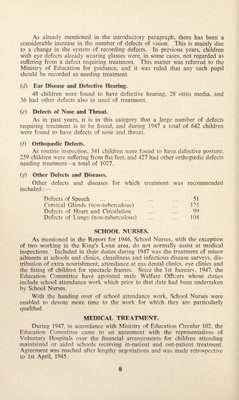 As already mentioned in the introductory paragraph, there has been a
considerable increase in the number of defects of vision. This is mainly due
to a change in the system of recording defects. In previous years, children
with eye defects already wearing glasses were, in some cases, not regarded as
suffering from a defect requiring treatment. This matter was referred to the
Ministry of Education for guidance, and it was ruled that any such pupil
should be recorded as needing treatment.
(d) Ear Disease and Defective Hearing.
48 children were found to have defective hearing, 28 otitis media, and
36 had other defects also in need of treatment.
(e) Defects of Nose and Throat.
As in past years, it is in this category that a large number of defects
requiring treatment is to be found, and during 1947 a total of 642 children
were found to have defects of nose and throat.
(f) Orthopædic Defects.
At routine inspection, 341 children were found to have defective posture,
259 children were suffering from flat feet, and 427 had other orthopædic defects
needing treatment—a total of 1027.
(g) Other Defects and Diseases.
Other defects and diseases for which treatment was recommended
included:—
Defects of Speech ... ... ... 51
Cervical Glands (non-tuberculous) ... 175
Defects of Heart and Circulation ... 99
Defects of Lungs (non-tuberculous) ... 104
SCHOOL NURSES.
As mentioned in the Report for 1946, School Nurses, with the exception
of two working in the King's Lynn area, do not normally assist at medical
inspections. Included in their duties during 1947 was the treatment of minor
ailments at schools and clinics, cleanliness and infectious disease surveys, dis-
tribution of extra nourishment, attendance at gas dental clinics, eye clinics and
the fitting of children for spectacle frames. Since the 1st January, 1947, the
Education Committee have appointed male Welfare Officers whose duties
include school attendance work which prior to that date had been undertaken
by School Nurses.
With the handing over of school attendance work, School Nurses were
enabled to devote more time to the work for which they are particularly
qualified.
MEDICAL TREATMENT.
During 1947, in accordance with Ministry of Education Circular 102, the
Education Committee came to an agreement with the representatives of
Voluntary Hospitals over the financial arrangements for children attending
maintained or aided schools receiving in-patient and out-patient treatment.
Agreement was reached after lengthy negotiations and was made retrospective
to 1st April, 1945.